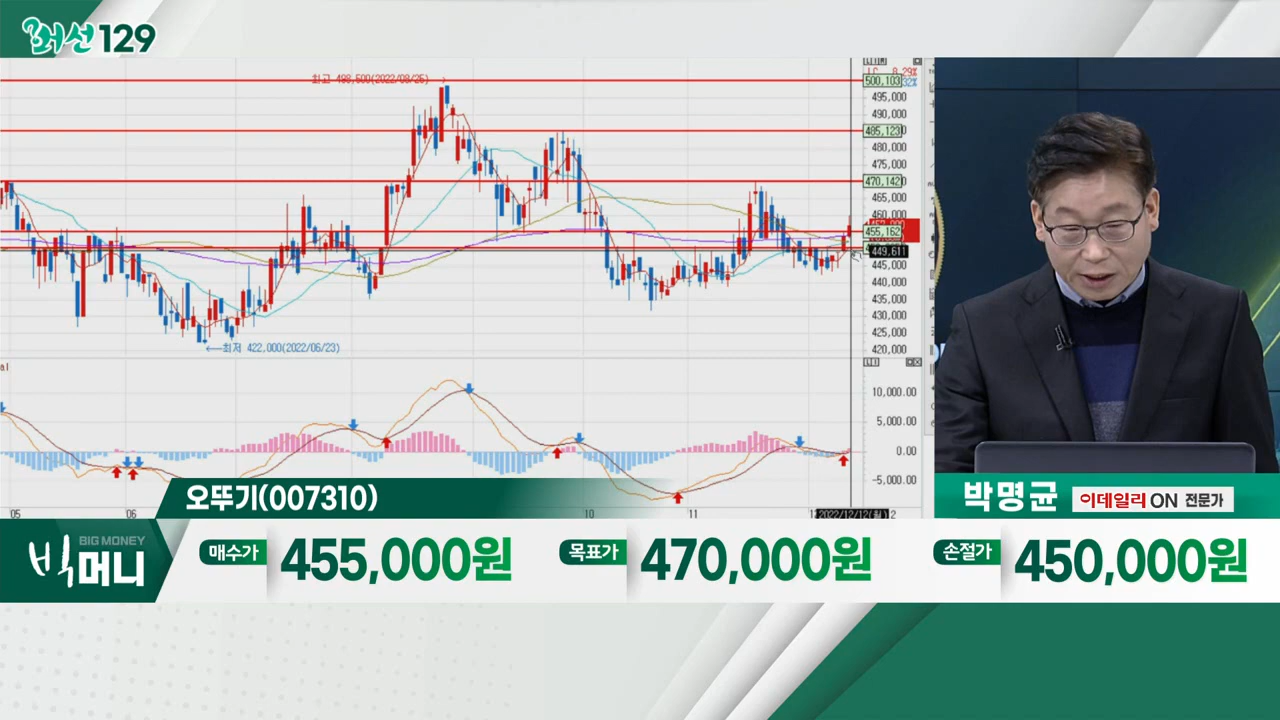 최선129
최고 498,500(2022/08/25)
500,103
495,000
490,000
485,123
480,000
475,000
470,142
465,000
460,000
455,162
449,611
445,000
440,000
435,000
430,000
425,000
420,000
←최저 422,000(2022/06/23)
10,000.00
5,000.00
0.00
-5,000.00
05
06
10
11
2022/12/12(월)
오뚜기(007310)
박명균
이데일리ON 전문가
BIG MONEY
빅머니
매수가
455,000원
목표가
470,000원
손절가
450,000원